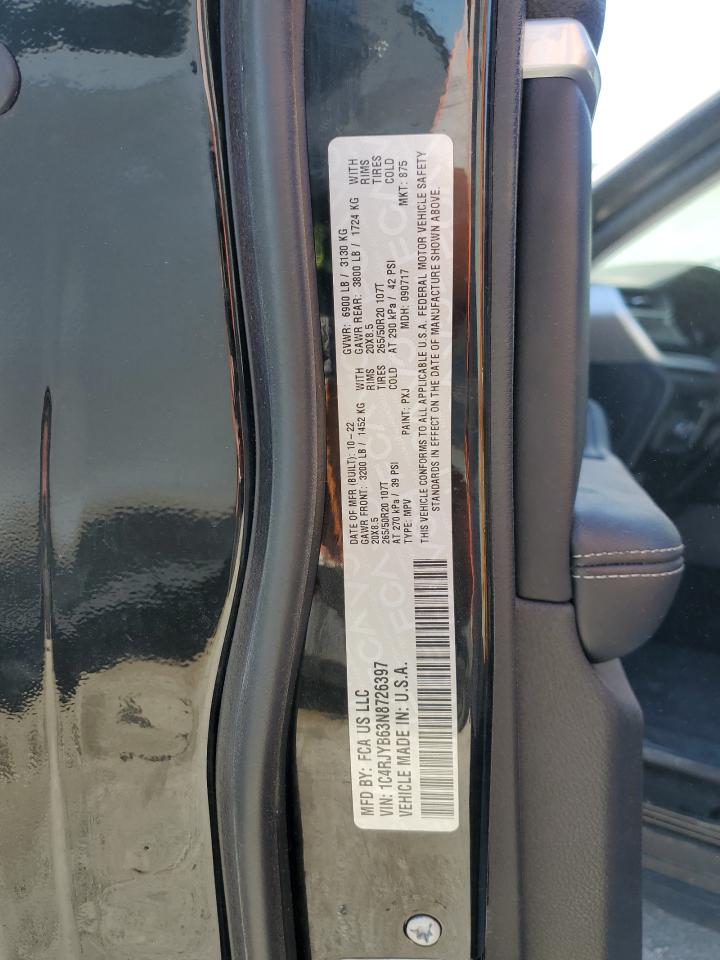 MFD BY: FCA US LLC
VIN: 1C4RJYB63N8726397
VEHICLE MADE IN: U.S.A.
DATE OF MFR (BUILT): 10-22 GVWR: 6900 LB / 3130 KG
GAWR FRONT: 3200 LB / 1452 KG WITH GAWR REAR: 3800 LB / 1724 KG WITH
20X8.5 RIMS 20X8.5 RIMS
265/50R20 107T TIRES 265/50R20 107T TIRES
AT 270 kPa / 39 PSI COLD AT 290 kPa / 42 PSI COLD
TYPE: MPV PAINT: PXJ MDH: 090717 MKT: 875
THIS VEHICLE CONFORMS TO ALL APPLICABLE U.S.A. FEDERAL MOTOR VEHICLE SAFETY
STANDARDS IN EFFECT ON THE DATE OF MANUFACTURE SHOWN ABOVE.